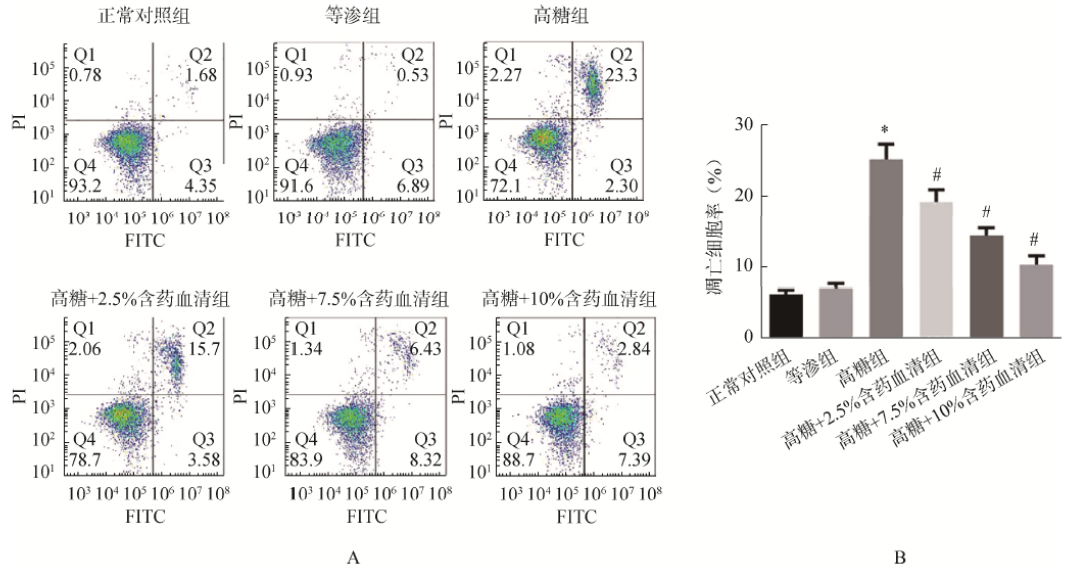 正常对照组
等渗组
高糖组
PI
10⁵
10⁴
10³
10²
10¹
Q1
0.78
Q2
1.68
Q4
93.2
Q3
4.35
10³ 10⁴ 10⁵ 10⁶ 10⁷ 10⁸
FITC
PI
10⁵
10⁴
10³
10²
10¹
Q1
0.93
Q2
0.53
Q4
91.6
Q3
6.89
10³ 10⁴ 10⁵ 10⁶ 10⁷ 10⁸
FITC
PI
10⁵
10⁴
10³
10²
10¹
Q1
2.27
Q2
23.3
Q4
72.1
Q3
2.30
10³ 10⁴ 10⁵ 10⁶ 10⁷ 10⁸
FITC
高糖+2.5%含药血清组
高糖+7.5%含药血清组
高糖+10%含药血清组
PI
10⁵
10⁴
10³
10²
10¹
Q1
2.06
Q2
15.7
Q4
78.7
Q3
3.58
10³ 10⁴ 10⁵ 10⁶ 10⁷ 10⁸
FITC
PI
10⁵
10⁴
10³
10²
10¹
Q1
1.34
Q2
6.43
Q4
83.9
Q3
8.32
10³ 10⁴ 10⁵ 10⁶ 10⁷ 10⁸
FITC
PI
10⁵
10⁴
10³
10²
10¹
Q1
1.08
Q2
2.84
Q4
88.7
Q3
7.39
10³ 10⁴ 10⁵ 10⁶ 10⁷ 10⁸
FITC
A
凋亡细胞率（%）
30
20
10
0
*
#
#
#
正常对照组
等渗组
高糖组
高糖+2.5%含药血清组
高糖+7.5%含药血清组
高糖+10%含药血清组
B